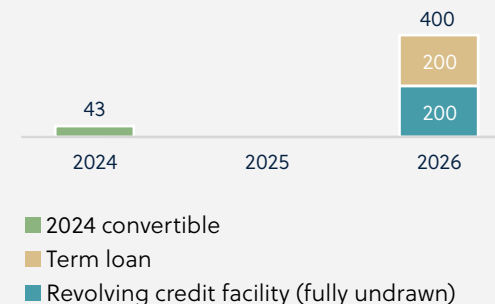 400
200
43
200
2024 2025 2026
2024 convertible
Term loan
Revolving credit facility (fully undrawn)